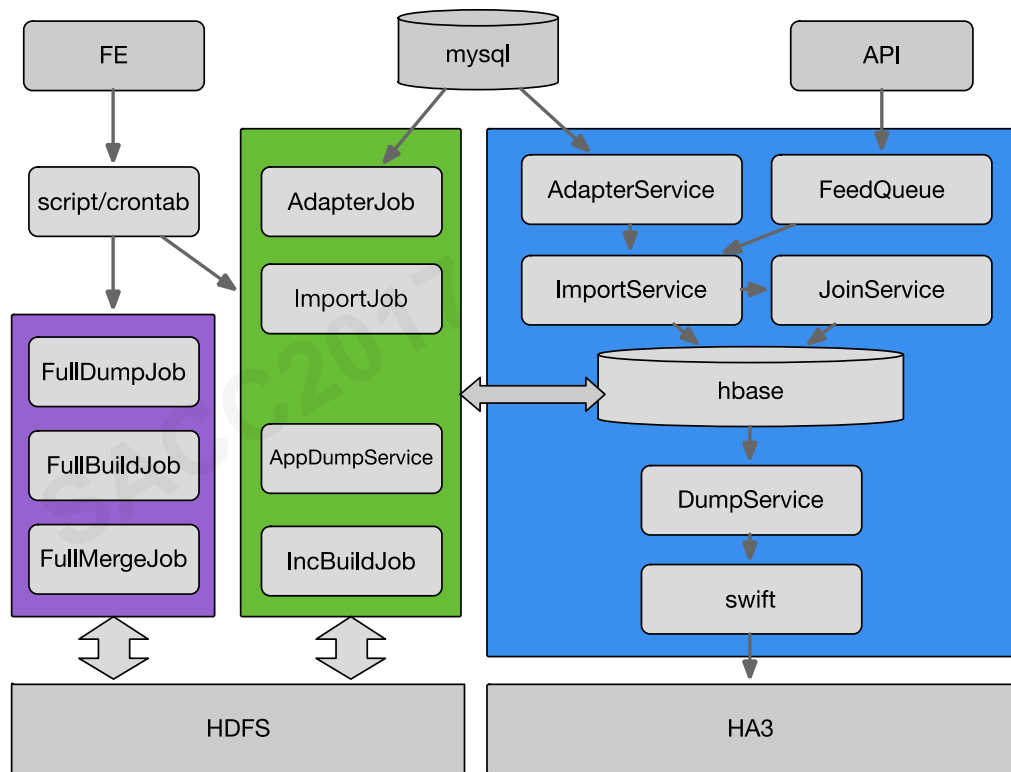 FE
mysql
API
script/crontab
AdapterJob
ImportJob
AppDumpService
IncBuildJob
FullDumpJob
FullBuildJob
FullMergeJob
AdapterService
FeedQueue
ImportService
JoinService
hbase
DumpService
swift
HDFS
HA3
SACC2017